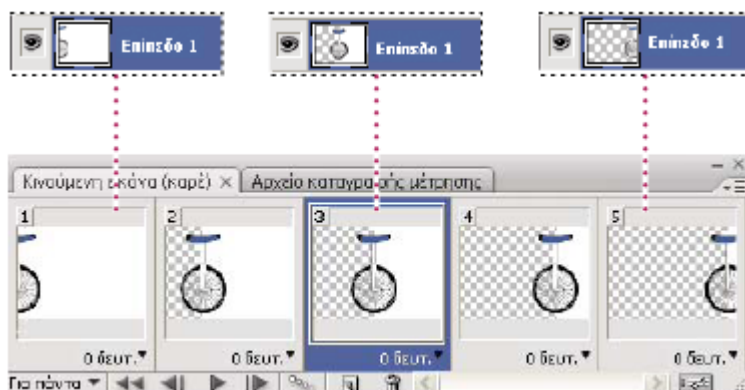 Επίπεδο 1
Επίπεδο 1
Επίπεδο 1
Κινούμενη εικόνα (καρέ) × Αρχείο καταγραφής μέτρησης
1 2 3 4 5
0 δευτ. 0 δευτ. 0 δευτ. 0 δευτ. 0 δευτ.
Για πάντα